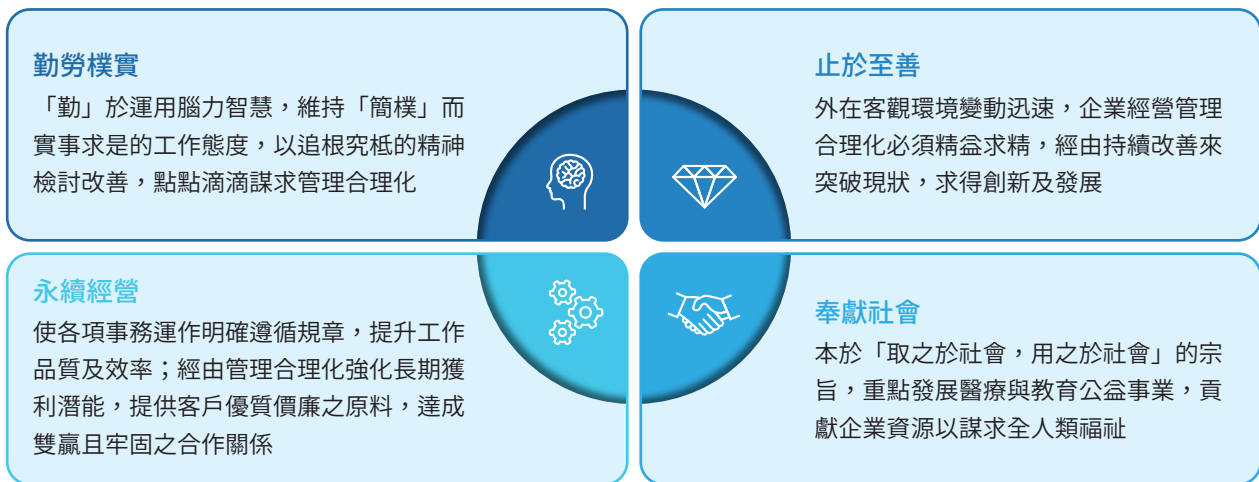 勤勞樸實
「勤」於運用腦力智慧，維持「簡樸」而
實事求是的工作態度，以追根究柢的精神
檢討改善，點點滴滴謀求管理合理化
止於至善
外在客觀環境變動迅速，企業經營管理
合理化必須精益求精，經由持續改善來
突破現狀，求得創新及發展
永續經營
使各項事務運作明確遵循規章，提升工作
品質及效率；經由管理合理化強化長期獲
利潛能，提供客戶優質價廉之原料，達成
雙贏且牢固之合作關係
奉獻社會
本於「取之於社會，用之於社會」的宗
旨，重點發展醫療與教育公益事業，貢
獻企業資源以謀求全人類福祉